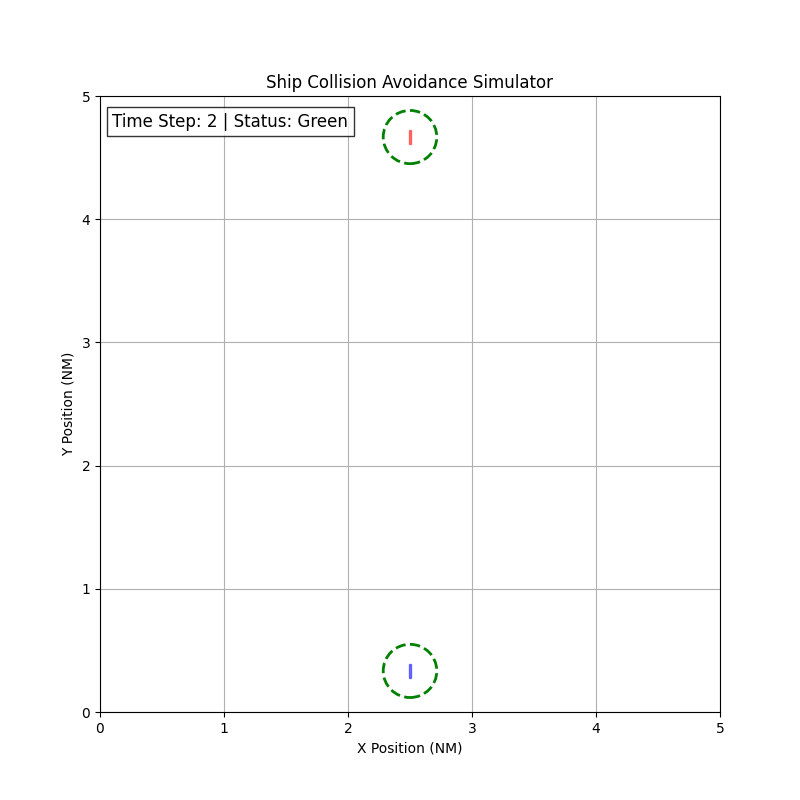 Ship Collision Avoidance Simulator
Time Step: 2 | Status: Green
5
4
3
2
1
0
Y Position (NM)
0 1 2 3 4 5
X Position (NM)